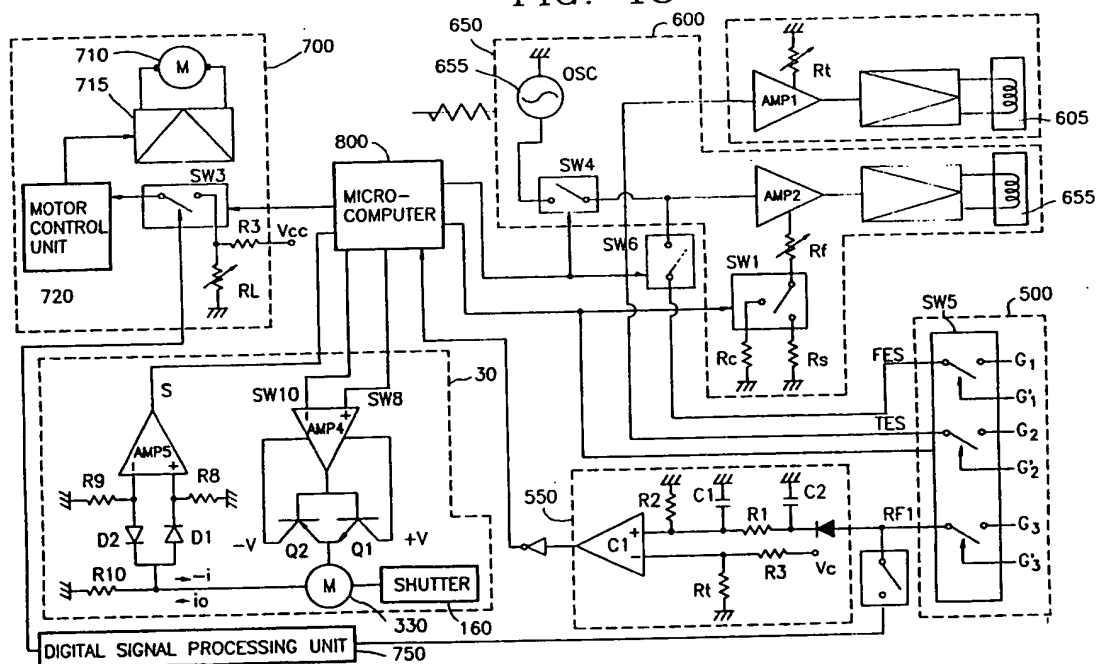 710
M
700
715
SW3
MOTOR
CONTROL
UNIT
720
R3
Vcc
RL
800
MICRO-
COMPUTER
650
600
655
OSC
SW4
SW6
AMP1
Rt
605
AMP2
655
Rf
SW1
Rc
Rs
SW5
500
FES
G1
G'1
TES
G2
G'2
RF1
G3
G'3
S
30
SW10
SW8
AMP5
AMP4
R9
R8
D2
D1
-V
Q2
Q1
+V
R10
-i
io
M
SHUTTER
330
160
550
R2
C1
C2
R1
C1
+
-
R3
Vc
Rt
DIGITAL SIGNAL PROCESSING UNIT
750